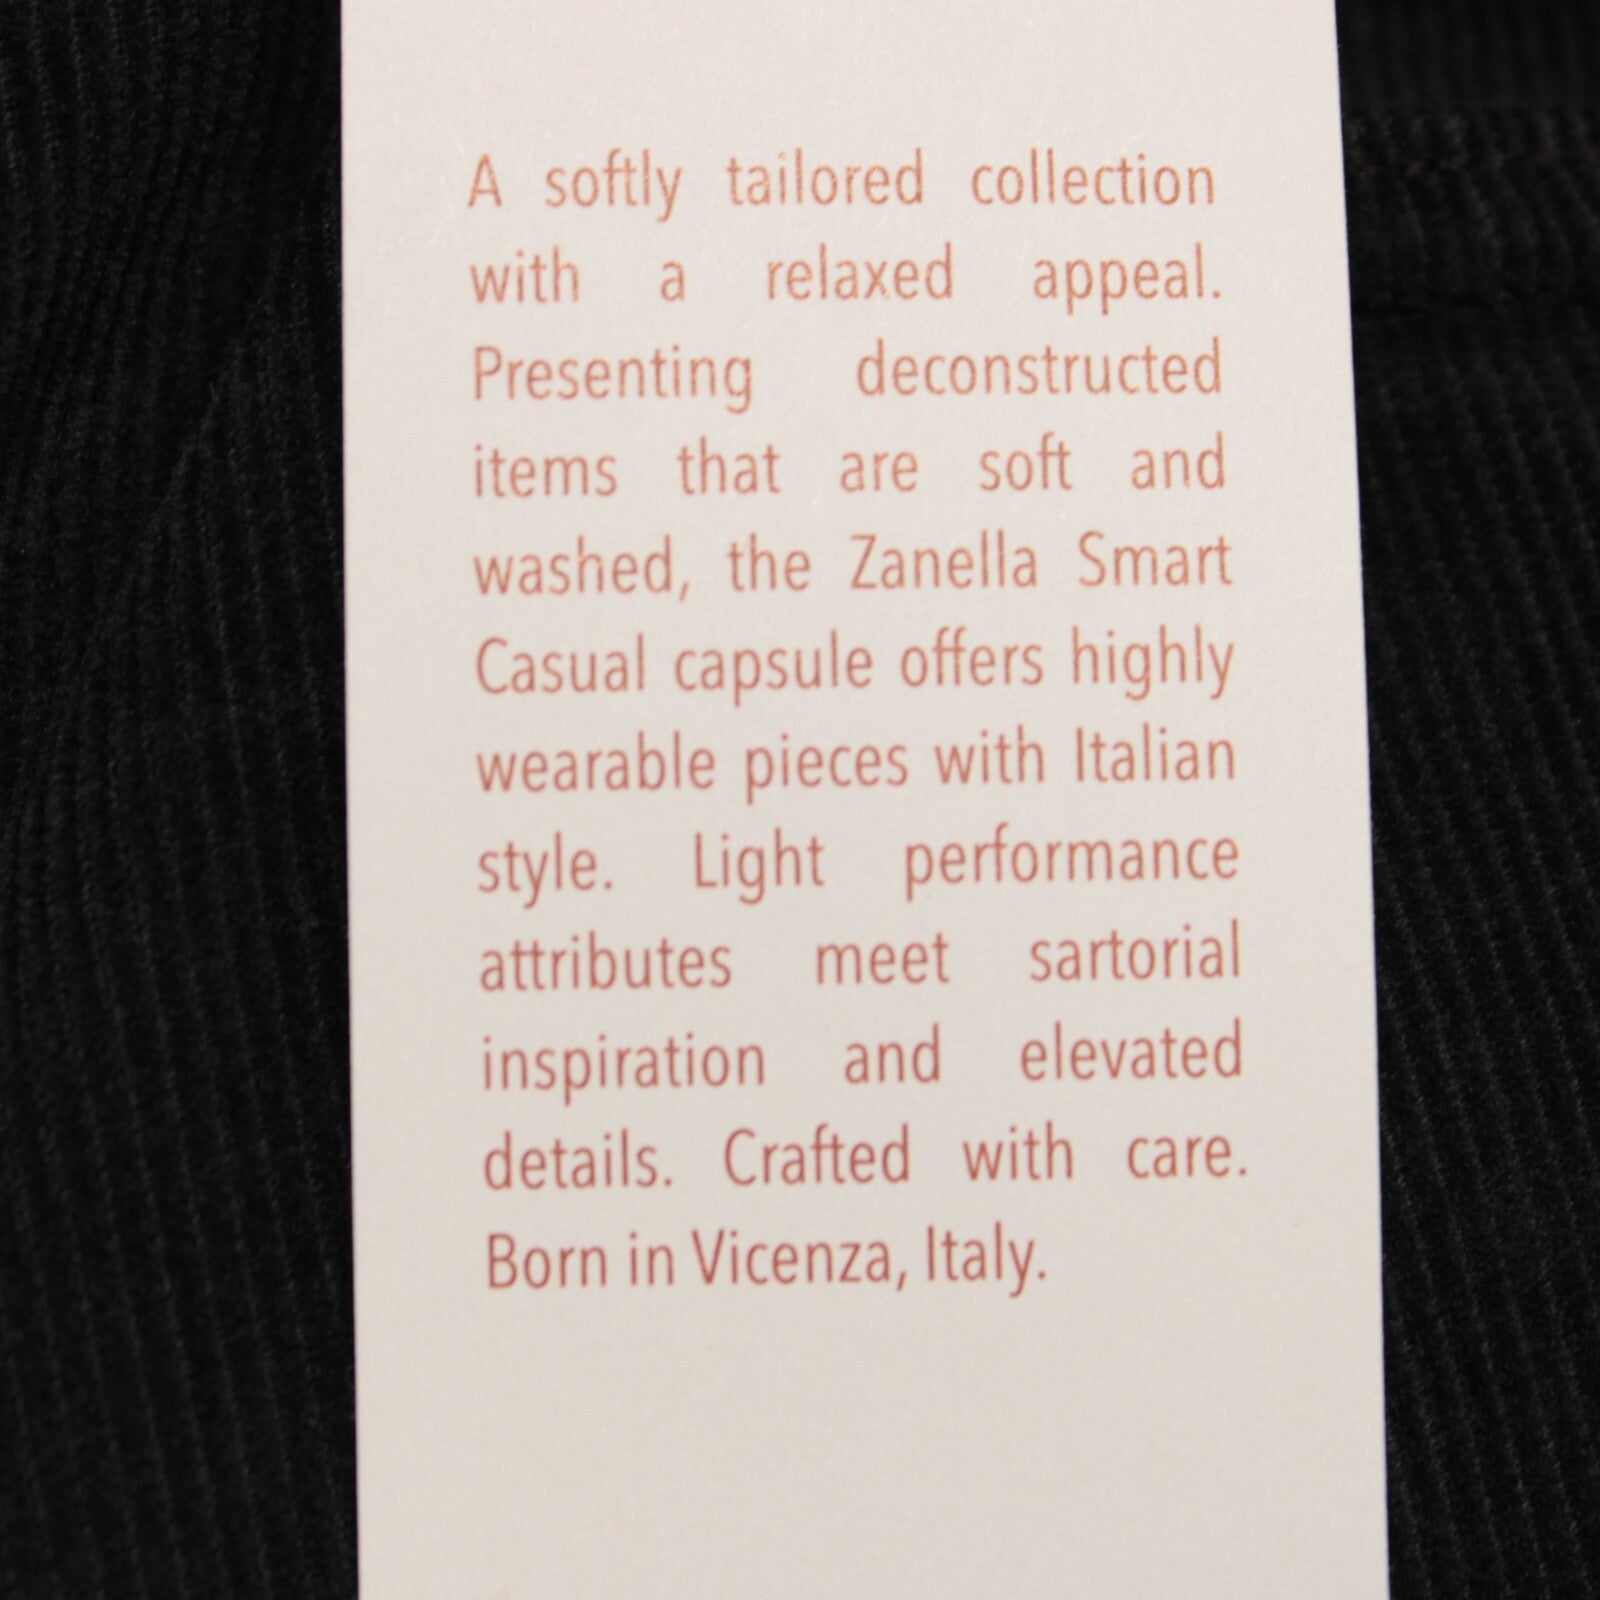 A softly tailored collection
with a relaxed appeal.
Presenting deconstructed
items that are soft and
washed, the Zanella Smart
Casual capsule offers highly
wearable pieces with Italian
style. Light performance
attributes meet sartorial
inspiration and elevated
details. Crafted with care.
Born in Vicenza, Italy.